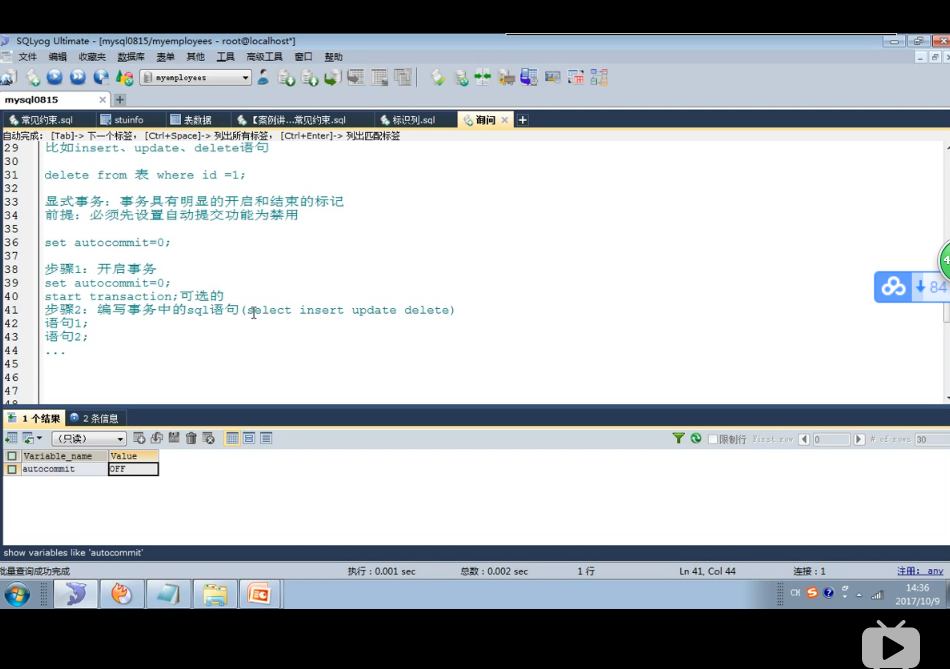 SQLyog Ultimate - [mysql0815/myemployees - root@localhost*]
文件 编辑 收藏夹 数据库 表单 其他 工具 高级工具 窗口 帮助
myemployees
mysql0815
常见约束.sql stuinfo 表数据 【案例讲...常见约束.sql 标识列.sql 询问
自动完成: [Tab]-> 下一个标签, [Ctrl+Space]-> 列出所有标签, [Ctrl+Enter]-> 列出匹配标签
29 比如insert、update、delete语句
30
31 delete from 表 where id =1;
32
33 显式事务: 事务具有明显的开启和结束的标记
34 前提: 必须先设置自动提交功能为禁用
35
36 set autocommit=0;
37
38 步骤1: 开启事务
39 set autocommit=0;
40 start transaction;可选的
41 步骤2: 编写事务中的sql语句(select insert update delete)
42 语句1;
43 语句2;
44 ...
45
46
47
84
1 个结果 2 条信息
(只读) 限制行 First row 0 # of rows 30
Variable_name Value
autocommit OFF
show variables like 'autocommit'
批量查询成功完成 执行 : 0.001 sec 总数 : 0.002 sec 1 行 Ln 41, Col 44 连接 : 1 注册: any
CH 14:36
2017/10/9